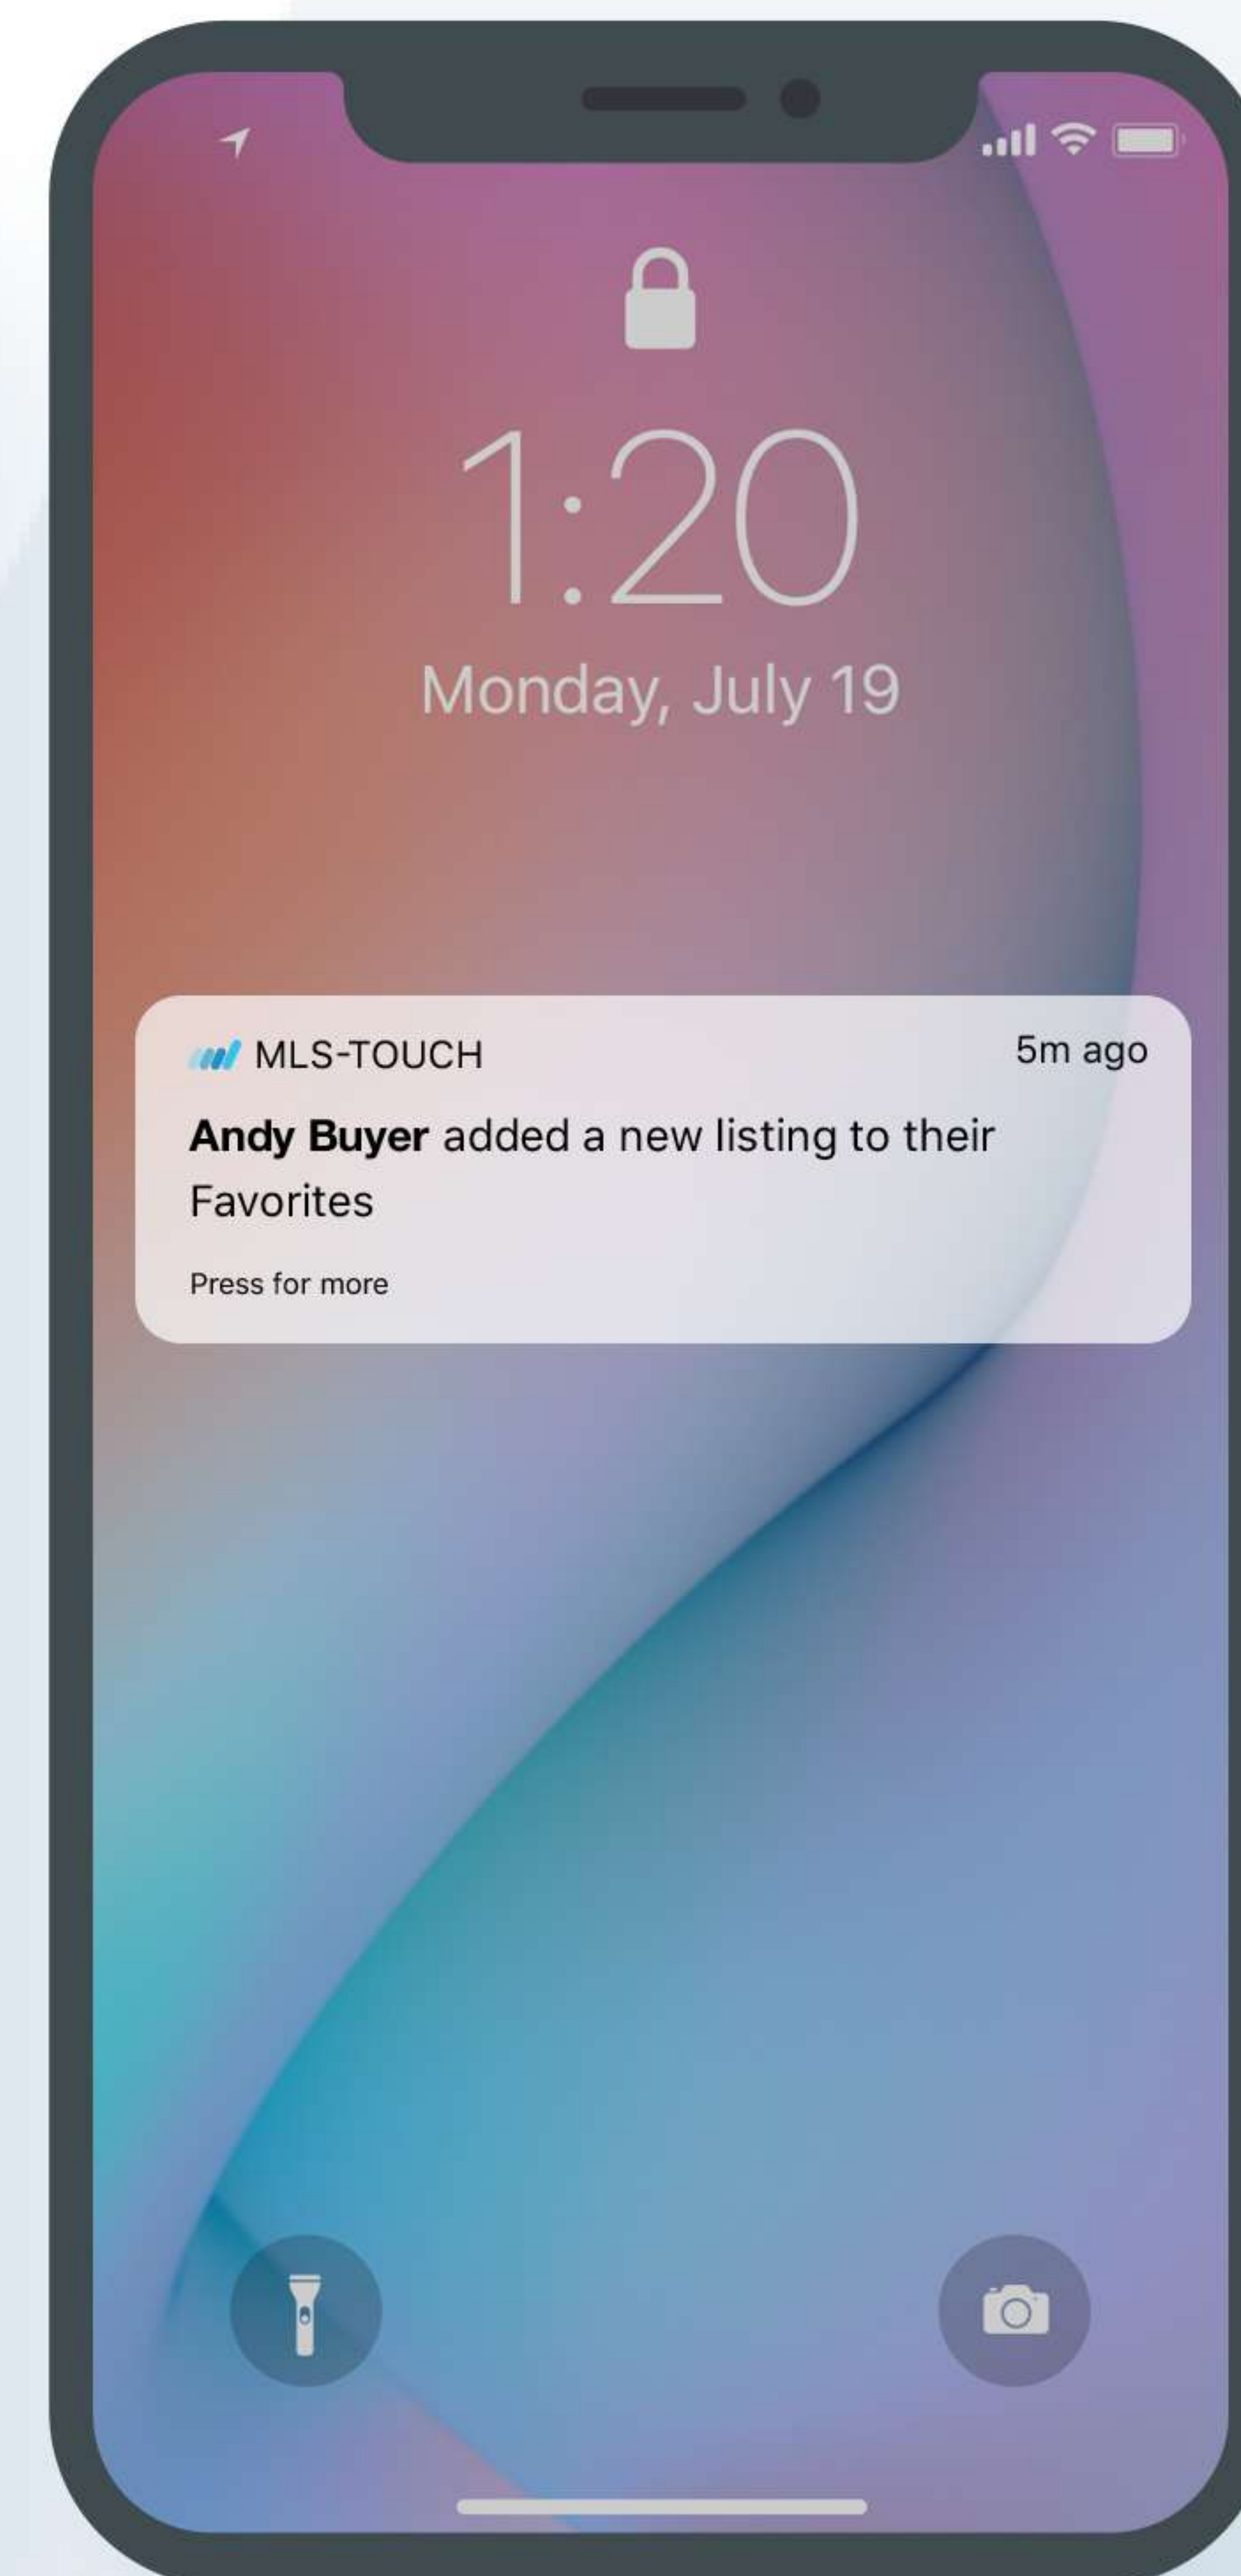 1:20
Monday, July 19
MLS-TOUCH
5m ago
Andy Buyer added a new listing to their
Favorites
Press for more